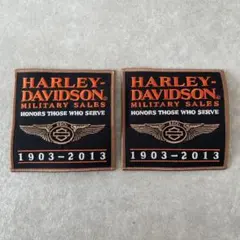 HARLEY-
DAVIDSON®
MILITARY SALES
HONORS THOSE WHO SERVE
1903-2013
HARLEY-
DAVIDSON®
MILITARY SALES
HONORS THOSE WHO SERVE
1903-2013